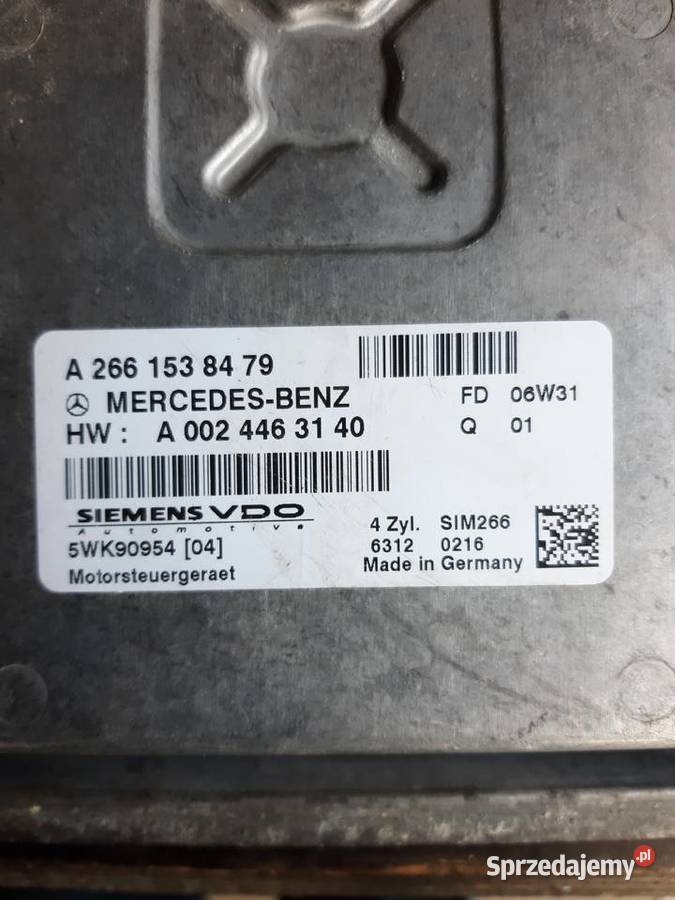 A 266 153 84 79
MERCEDES-BENZ
FD 06W31
HW : A 002 446 31 40
Q 01
SIEMENS VDO
Automotive
4 Zyl. SIM266
5WK90954 [04]
6312 0216
Motorsteuergeraet
Made in Germany
Sprzedajemy.pl